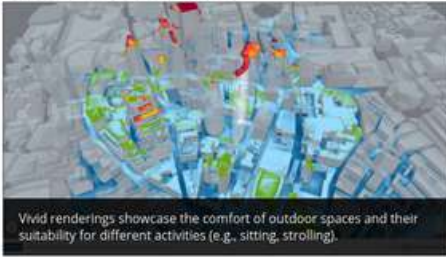 Vivid renderings showcase the comfort of outdoor spaces and their
suitability for different activities (e.g., sitting, strolling).